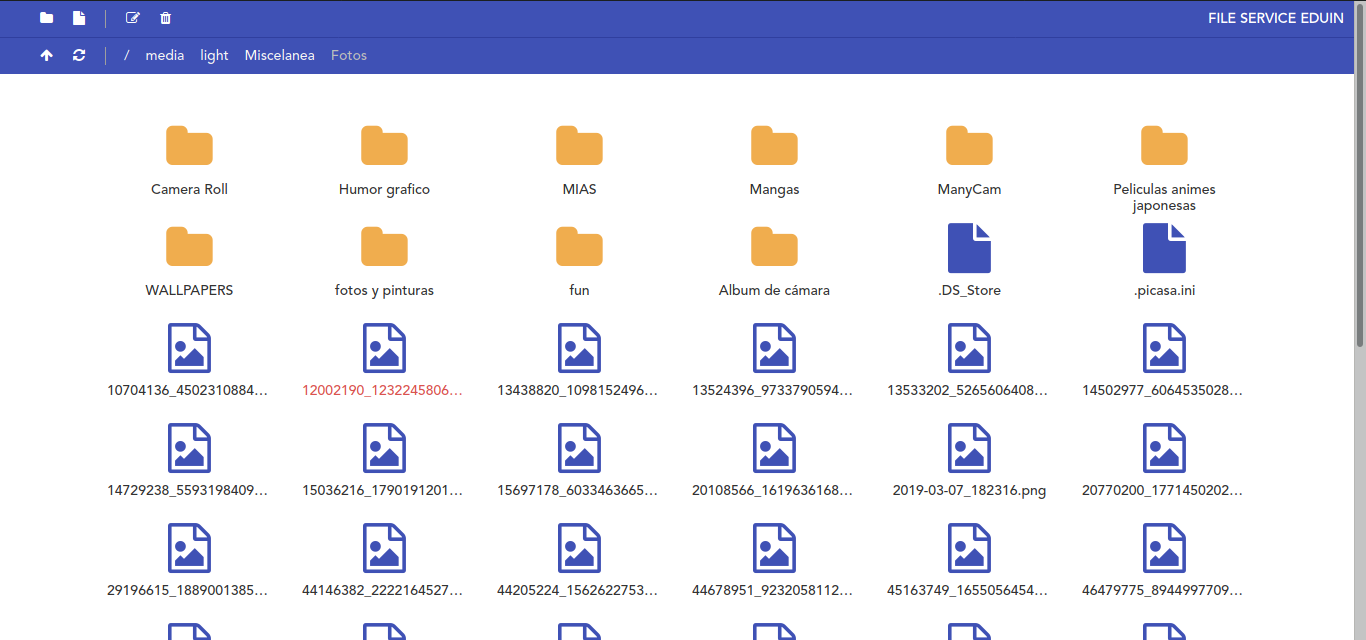 FILE SERVICE EDUIN
/ media light Miscelanea Fotos
Camera Roll Humor grafico MIAS Mangas ManyCam Peliculas animes
japonesas
WALLPAPERS fotos y pinturas fun Album de cámara .DS_Store .picasa.ini
10704136_4502310884... 12002190_1232245806... 13438820_1098152496... 13524396_9733790594... 13533202_5265606408... 14502977_6064535028...
14729238_5593198409... 15036216_1790191201... 15697178_6033463665... 20108566_1619636168... 2019-03-07_182316.png 20770200_1771450202...
29196615_1889001385... 44146382_2222164527... 44205224_1562622753... 44678951_9232058112... 45163749_1655056454... 46479775_8944997709...